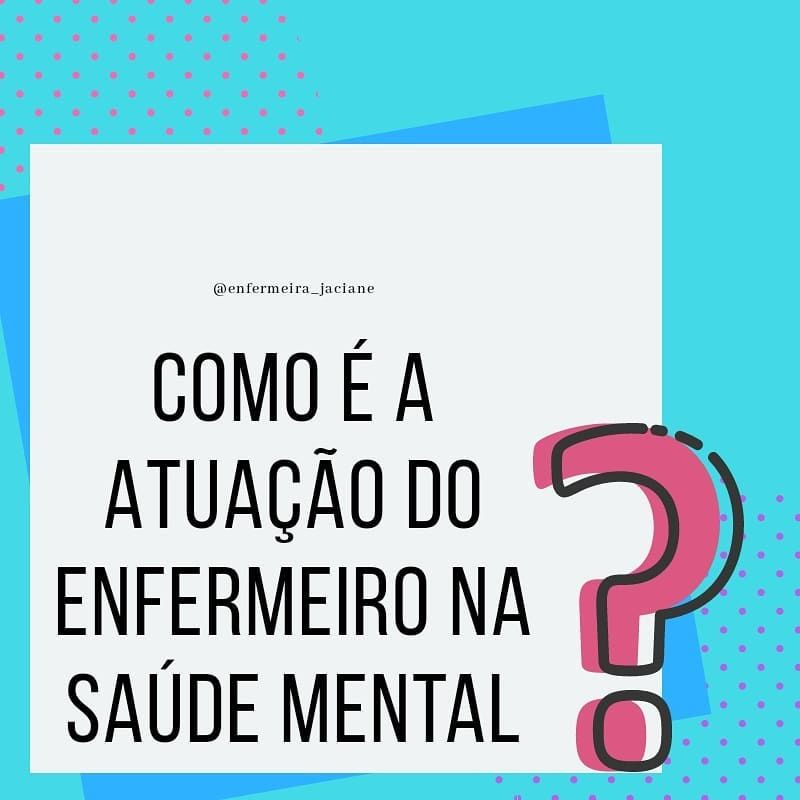 @enfermeira_jaciane
COMO É A
ATUAÇÃO DO
ENFERMEIRO NA
SAÚDE MENTAL
?